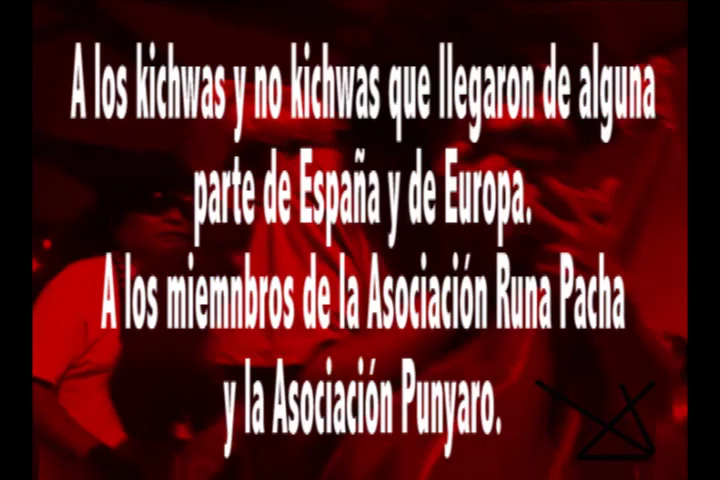 A los kichwas y no kichwas que llegaron de alguna
parte de España y de Europa.
A los miemnbros de la Asociación Runa Pacha
y la Asociación Punyaro.